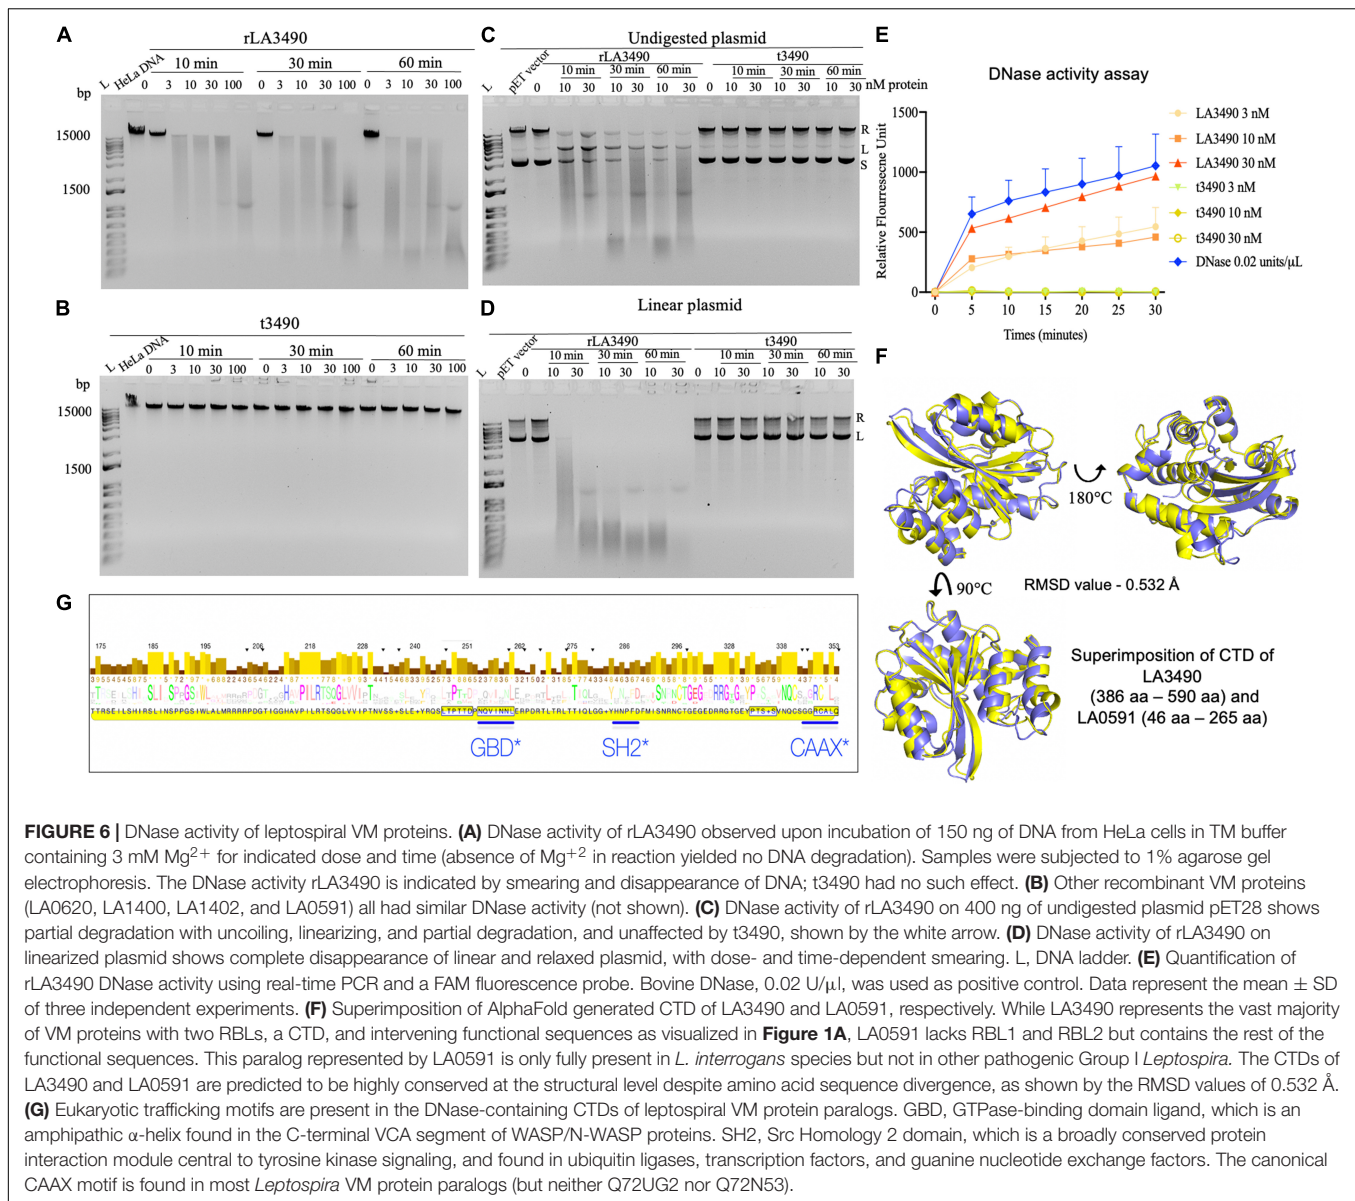 A
rLA3490
10 min 30 min 60 min
L HeLa DNA 0 3 10 30 100 0 3 10 30 100 0 3 10 30 100
bp
15000
1500
B
t3490
10 min 30 min 60 min
L HeLa DNA 0 3 10 30 100 0 3 10 30 100 0 3 10 30 100
bp
15000
1500
C
Undigested plasmid
rLA3490 t3490
10 min 30 min 60 min 10 min 30 min 60 min
L pET vector 0 10 30 10 30 10 30 0 10 30 10 30 10 30 nM protein
R
L
S
D
Linear plasmid
rLA3490 t3490
10 min 30 min 60 min 10 min 30 min 60 min
L pET vector 0 10 30 10 30 10 30 0 10 30 10 30 10 30
R
L
E
DNase activity assay
Relative Flourresecne Unit
1500
1000
500
0
0 5 10 15 20 25 30
Times (minutes)
LA3490 3 nM
LA3490 10 nM
LA3490 30 nM
t3490 3 nM
t3490 10 nM
t3490 30 nM
DNase 0.02 units/μL
F
180°C
90°C
RMSD value - 0.532 Å
Superimposition of CTD of
LA3490
(386 aa – 590 aa) and
LA0591 (46 aa – 265 aa)
G
175 185 195 206 218 228 240 251 262 275 286 296 328 339 353
GBD* SH2* CAAX*
FIGURE 6 | DNase activity of leptospiral VM proteins. (A) DNase activity of rLA3490 observed upon incubation of 150 ng of DNA from HeLa cells in TM buffer
containing 3 mM Mg2+ for indicated dose and time (absence of Mg+2 in reaction yielded no DNA degradation). Samples were subjected to 1% agarose gel
electrophoresis. The DNase activity rLA3490 is indicated by smearing and disappearance of DNA; t3490 had no such effect. (B) Other recombinant VM proteins
(LA0620, LA1400, LA1402, and LA0591) all had similar DNase activity (not shown). (C) DNase activity of rLA3490 on 400 ng of undigested plasmid pET28 shows
partial degradation with uncoiling, linearizing, and partial degradation, and unaffected by t3490, shown by the white arrow. (D) DNase activity of rLA3490 on
linearized plasmid shows complete disappearance of linear and relaxed plasmid, with dose- and time-dependent smearing. L, DNA ladder. (E) Quantification of
rLA3490 DNase activity using real-time PCR and a FAM fluorescence probe. Bovine DNase, 0.02 U/μl, was used as positive control. Data represent the mean ± SD
of three independent experiments. (F) Superimposition of AlphaFold generated CTD of LA3490 and LA0591, respectively. While LA3490 represents the vast majority
of VM proteins with two RBLs, a CTD, and intervening functional sequences as visualized in Figure 1A, LA0591 lacks RBL1 and RBL2 but contains the rest of the
functional sequences. This paralog represented by LA0591 is only fully present in L. interrogans species but not in other pathogenic Group I Leptospira. The CTDs of
LA3490 and LA0591 are predicted to be highly conserved at the structural level despite amino acid sequence divergence, as shown by the RMSD values of 0.532 Å.
(G) Eukaryotic trafficking motifs are present in the DNase-containing CTDs of leptospiral VM protein paralogs. GBD, GTPase-binding domain ligand, which is an
amphipathic α-helix found in the C-terminal VCA segment of WASP/N-WASP proteins. SH2, Src Homology 2 domain, which is a broadly conserved protein
interaction module central to tyrosine kinase signaling, and found in ubiquitin ligases, transcription factors, and guanine nucleotide exchange factors. The canonical
CAAX motif is found in most Leptospira VM protein paralogs (but neither Q72UG2 nor Q72N53).